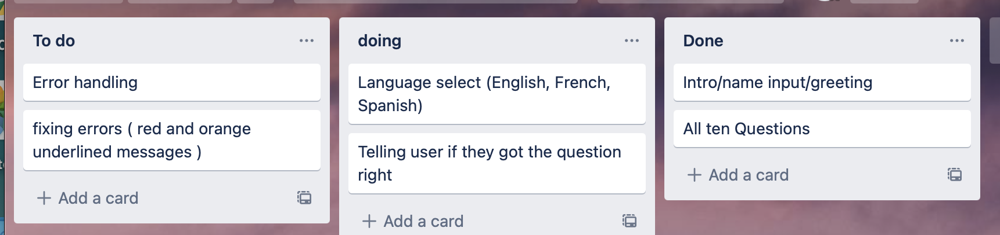 To do
Error handling
fixing errors ( red and orange
underlined messages )
Add a card
doing
Language select (English, French,
Spanish)
Telling user if they got the question
right
Add a card
Done
Intro/name input/greeting
All ten Questions
Add a card